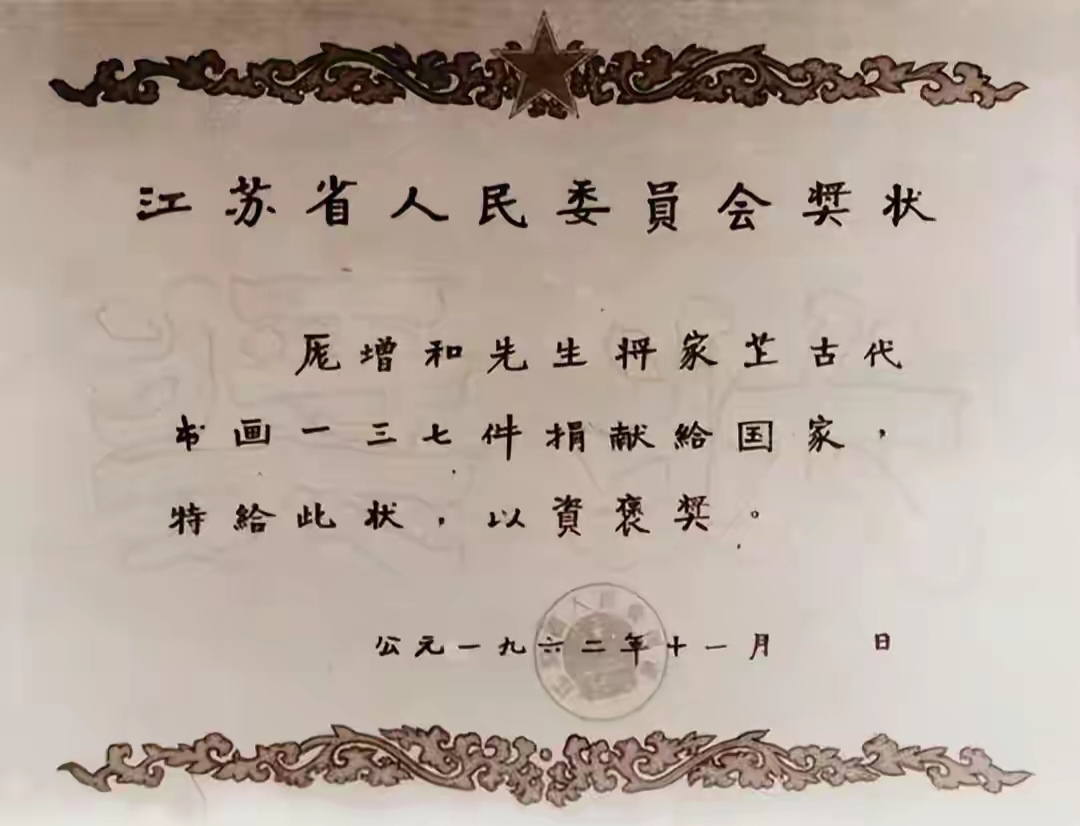 江苏省人民委員会奖状
庞增和先生将家藏古代
书画一三七件捐献給国家，
特給此状，以資褒奖。
公元一九六二年十一月 日